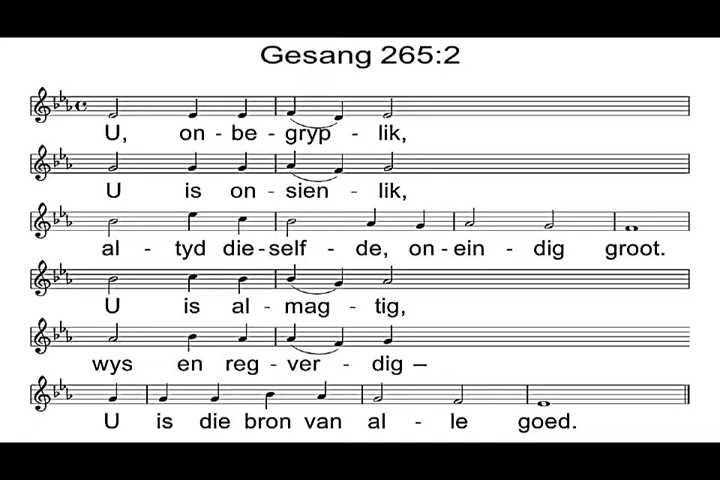 Gesang 265:2
U, on - be - gryp - lik,
U is on - sien - lik,
al - tyd die - self - de, on - ein - dig groot.
U is al - mag - tig,
wys en reg - ver - dig –
U is die bron van al - le goed.